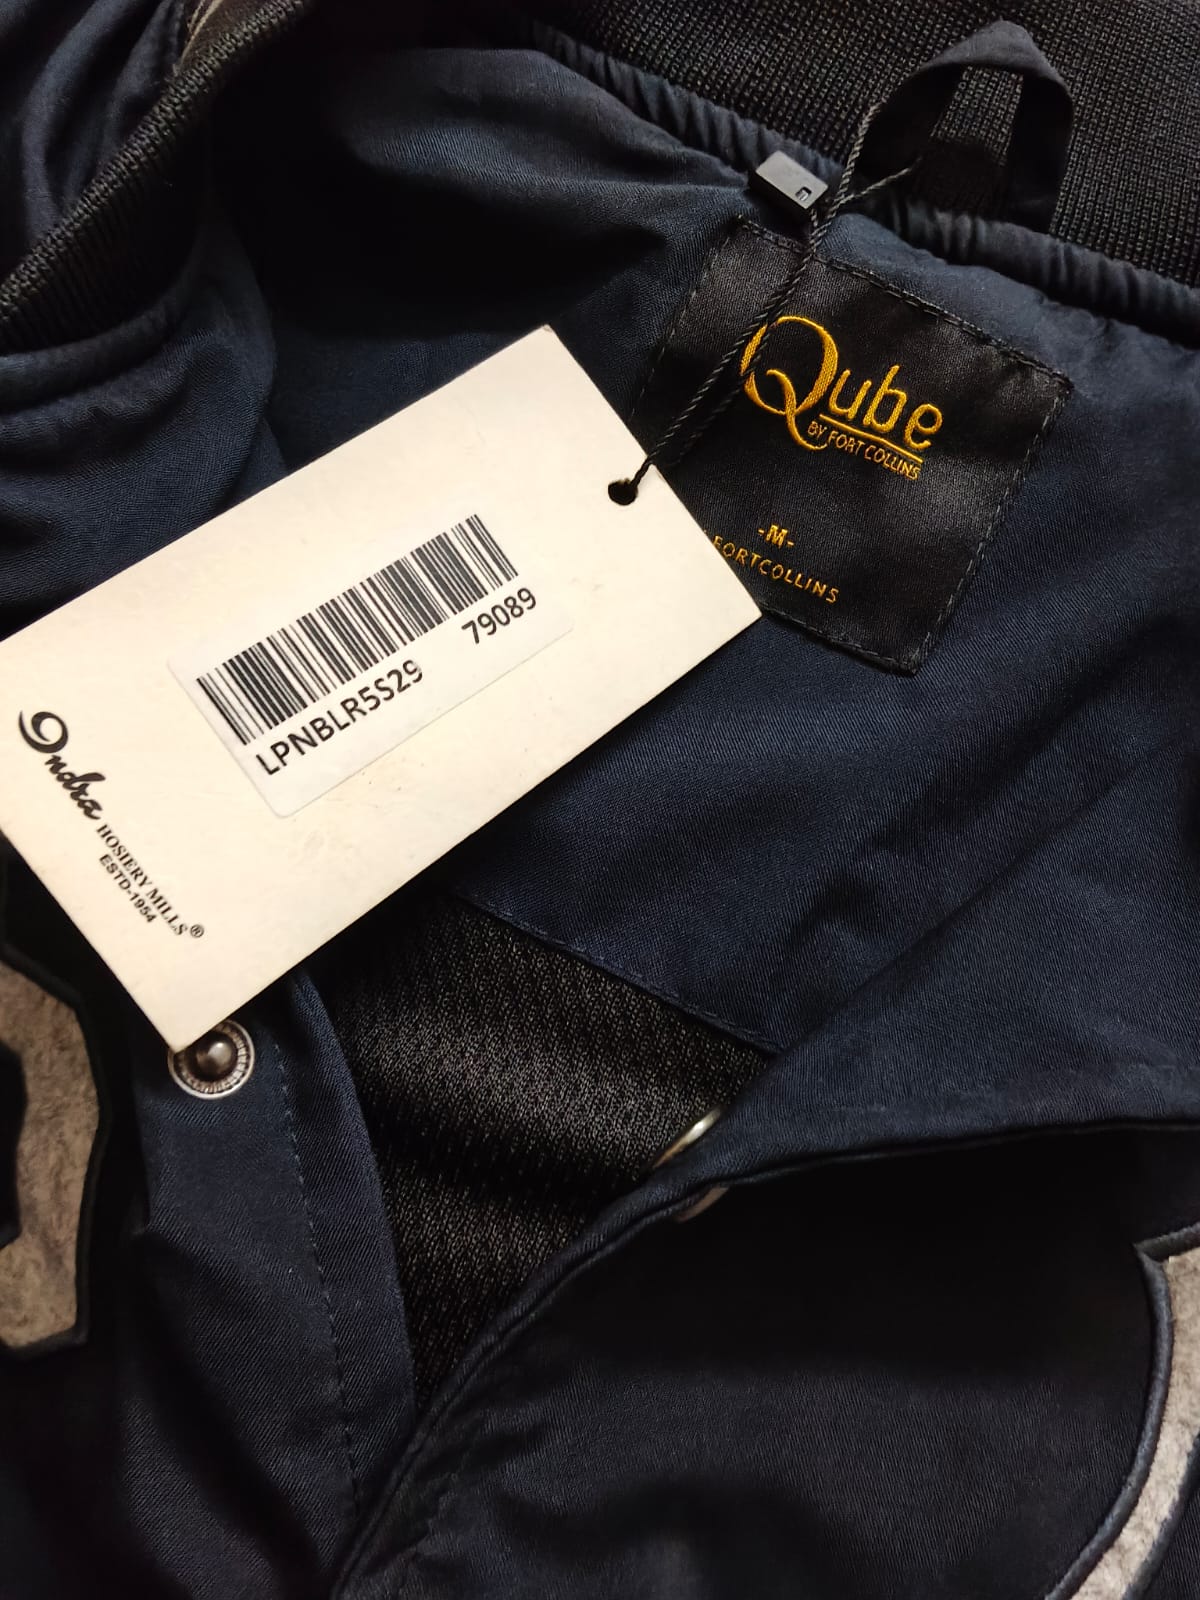 Qube
BY FORT COLLINS
-M-
FORTCOLLINS
LPNBLR5S29 79089
Indra
HOSIERY MILLS®
ESTD-1954